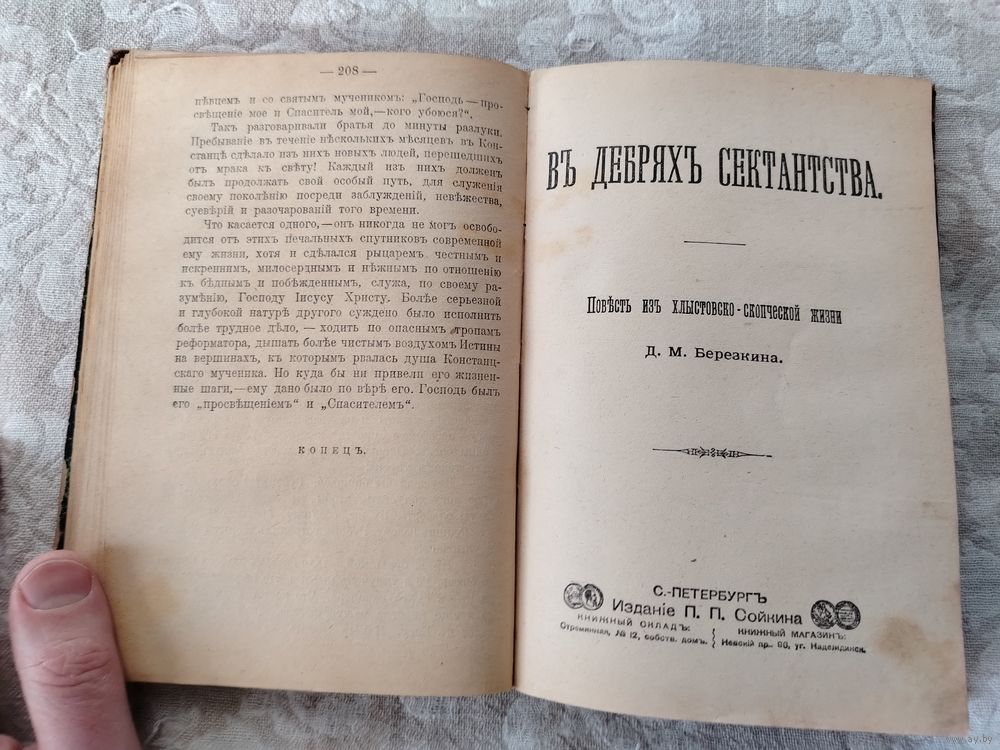 — 208 —
пѣвцемъ и со святымъ мученикомъ: „Господь—про-
свѣщеніе мое и Спаситель мой,—кого убоюся?“.
Такъ разговаривали братья до минуты разлуки.
Пребываніе въ теченіе нѣсколькихъ мѣсяцевъ въ Кон-
станцѣ сдѣлало изъ нихъ новыхъ людей, перешедшихъ
отъ мрака къ свѣту! Каждый изъ нихъ долженъ
былъ продолжать свой особый путь, для служенія
своему поколѣнію посреди заблужденій, невѣжества,
суевѣрій и разочарованій того времени.
Что касается одного,—онъ никогда не могъ освобо-
диться отъ этихъ печальныхъ спутниковъ современной
ему жизни, хотя и сдѣлался рыцаремъ честнымъ и
искреннимъ, милосерднымъ и нѣжнымъ по отношенію
къ бѣднымъ и побѣжденнымъ, служа, по своему ра-
зумѣнію, Господу Іисусу Христу. Болѣе серьезной
и глубокой натурѣ другого суждено было исполнить
болѣе трудное дѣло, — ходить по опаснымъ тропамъ
реформатора, дышать болѣе чистымъ воздухомъ Истины
на вершинахъ, къ которымъ рвалась душа Констанц-
скаго мученика. Но куда бы ни привели его жизнен-
ные шаги,—ему дано было по вѣрѣ его. Господь былъ
его „просвѣщеніемъ“ и „Спасителемъ“.
КОНЕЦЪ.
ВЪ ДЕБРЯХЪ СЕКТАНТСТВА.
Повѣсть изъ хлыстовско-скопческой жизни
Д. М. Березкина.
С.-ПЕТЕРБУРГЪ
Изданіе П. П. Сойкина
КНИЖНЫЙ СКЛАДЪ: КНИЖНЫЙ МАГАЗИНЪ:
Стремянная, № 12, собств. домъ. Невскій пр. 96, уг. Надеждинск.
www.ay.by